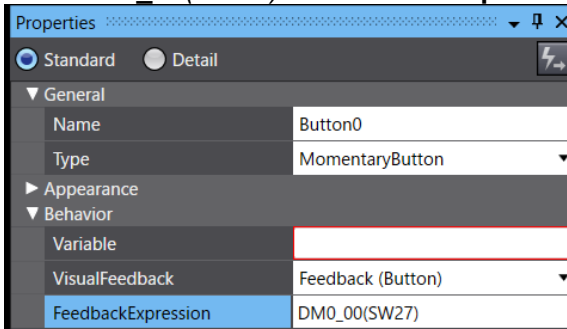 Properties
Standard Detail
General
Name Button0
Type MomentaryButton
Appearance
Behavior
Variable
VisualFeedback Feedback (Button)
FeedbackExpression DM0_00(SW27)